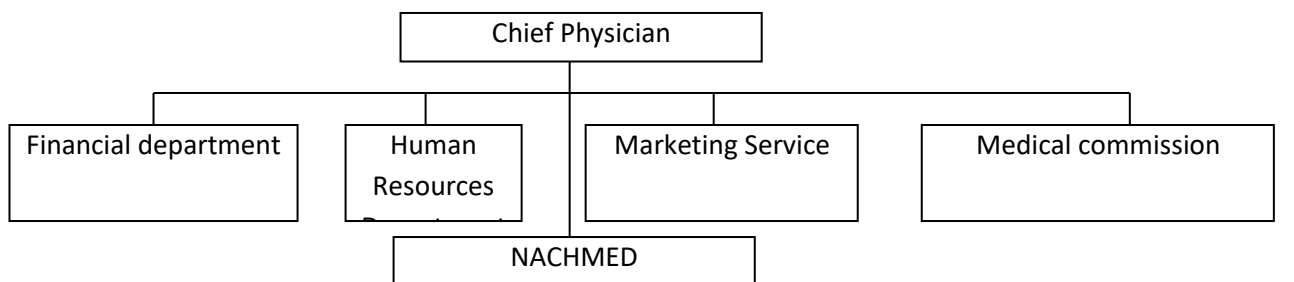 Chief Physician
Financial department
Human
Resources
Marketing Service
Medical commission
NACHMED